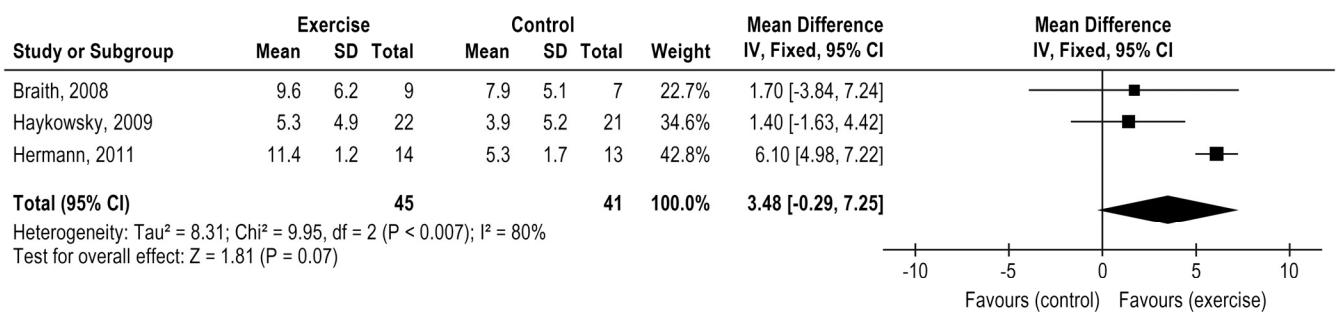 Exercise Control Mean Difference Mean Difference
Study or Subgroup Mean SD Total Mean SD Total Weight IV, Fixed, 95% CI IV, Fixed, 95% CI
Braith, 2008 9.6 6.2 9 7.9 5.1 7 22.7% 1.70 [-3.84, 7.24]
Haykowsky, 2009 5.3 4.9 22 3.9 5.2 21 34.6% 1.40 [-1.63, 4.42]
Hermann, 2011 11.4 1.2 14 5.3 1.7 13 42.8% 6.10 [4.98, 7.22]
Total (95% CI) 45 41 100.0% 3.48 [-0.29, 7.25]
Heterogeneity: Tau² = 8.31; Chi² = 9.95, df = 2 (P < 0.007); I² = 80%
Test for overall effect: Z = 1.81 (P = 0.07)
-10 -5 0 5 10
Favours (control) Favours (exercise)